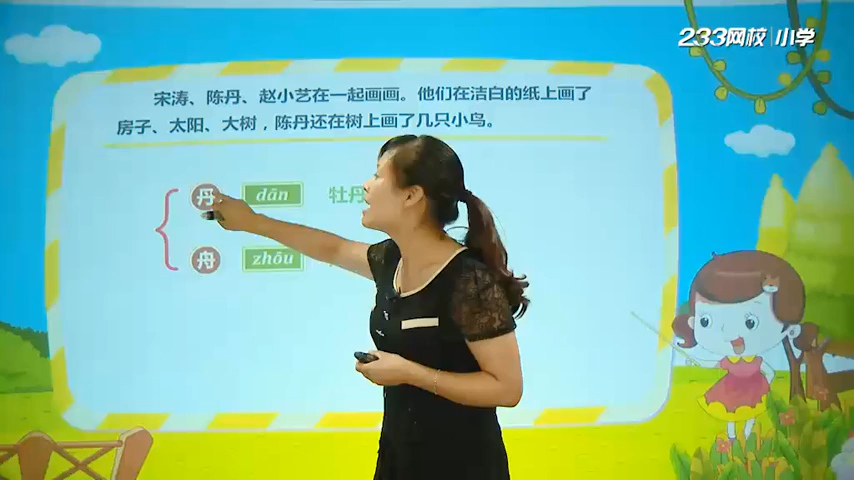 233网校 小学
宋涛、陈丹、赵小艺在一起画画。他们在洁白的纸上画了
房子、太阳、大树，陈丹还在树上画了几只小鸟。
丹 dān 牡丹
舟 zhōu